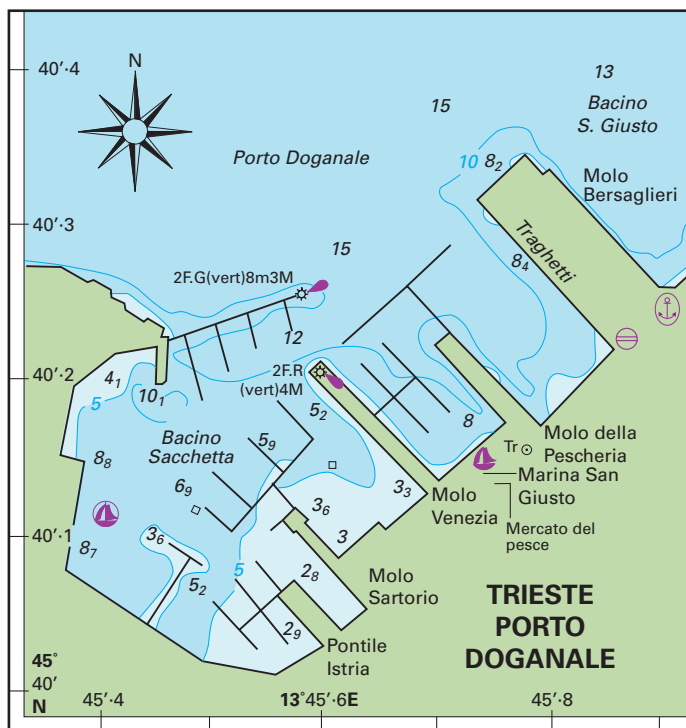 40'·4
N
13
15
Bacino
S. Giusto
Porto Doganale
10
8₂
Molo
Bersaglieri
40'·3
Traghetti
15
8₄
2F.G(vert)8m3M
12
40'·2
2F.R
(vert)4M
4₁
10₁
5
5₂
8
Bacino
Sacchetta
5₉
Tr
Molo della
Pescheria
8₈
Marina San
Giusto
6₉
3₃
Molo
Venezia
3₆
Mercato del
pesce
40'·1
8₇
3₆
3
5₂
5
2₈
Molo
Sartorio
TRIESTE
PORTO
DOGANALE
2₉
Pontile
Istria
45°
40'
N
45'·4
13°45'·6E
45'·8